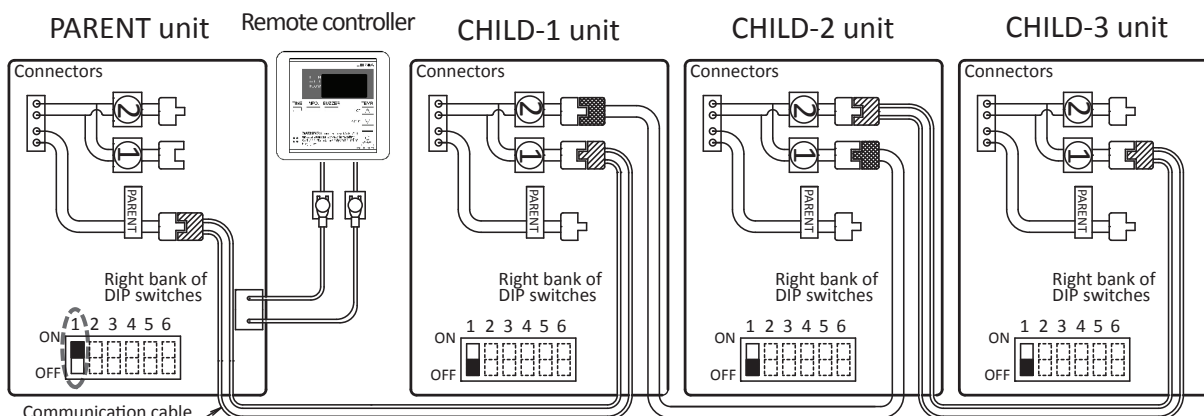 PARENT unit
Remote controller
CHILD-1 unit
CHILD-2 unit
CHILD-3 unit
Connectors
2
1
PARENT
Right bank of
DIP switches
1 2 3 4 5 6
ON
OFF
Communication cable
TIME INFO. BUZZER TEMP.
Connectors
2
1
PARENT
Right bank of
DIP switches
1 2 3 4 5 6
ON
OFF
Connectors
2
1
PARENT
Right bank of
DIP switches
1 2 3 4 5 6
ON
OFF
Connectors
2
1
PARENT
Right bank of
DIP switches
1 2 3 4 5 6
ON
OFF